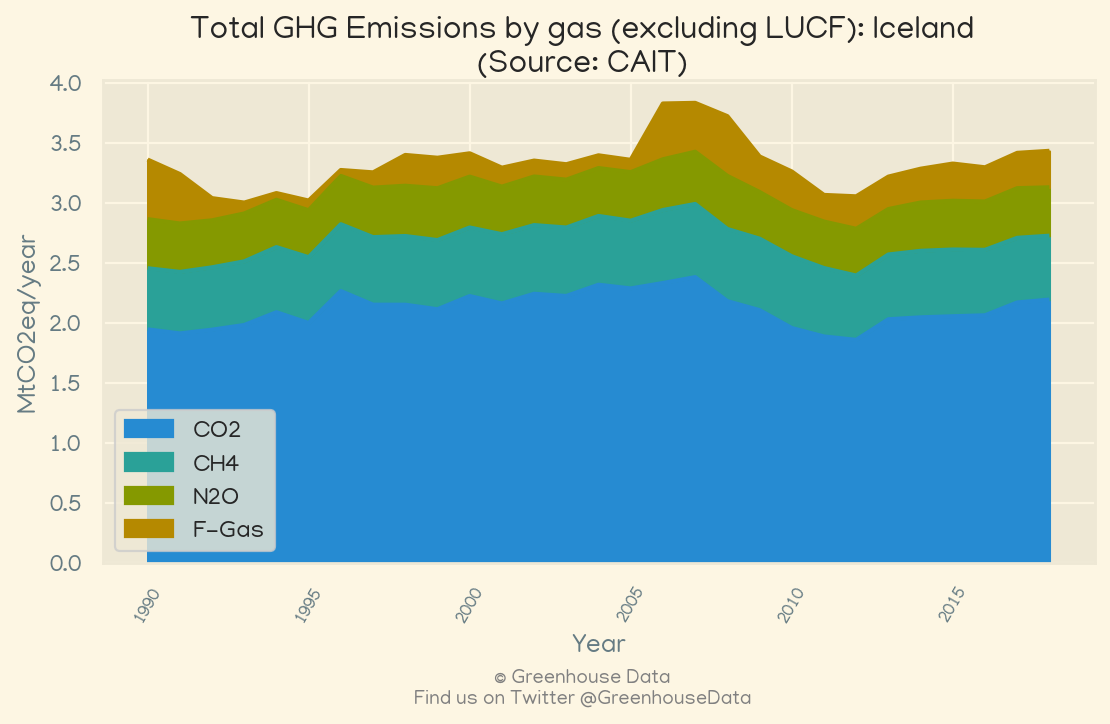 Total GHG Emissions by gas (excluding LUCF): Iceland
(Source: CAIT)
MtCO2eq/year
4.0
3.5
3.0
2.5
2.0
1.5
1.0
0.5
0.0
CO2
CH4
N2O
F-Gas
1990
1995
2000
2005
2010
2015
Year
© Greenhouse Data
Find us on Twitter @GreenhouseData